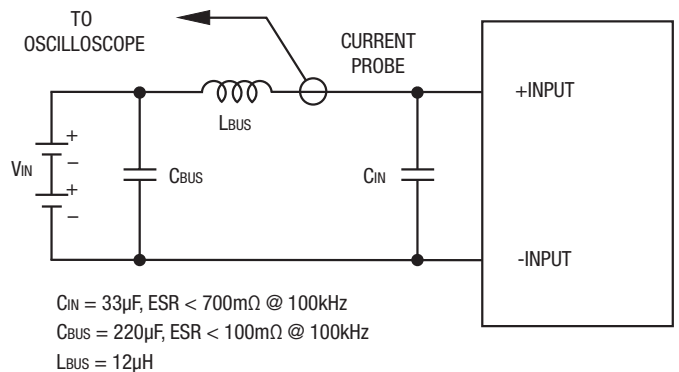 TO
OSCILLOSCOPE
CURRENT
PROBE
+INPUT
LBUS
+
−
VIN
+
−
CBUS
CIN
-INPUT
CIN = 33µF, ESR < 700mΩ @ 100kHz
CBUS = 220µF, ESR < 100mΩ @ 100kHz
LBUS = 12µH